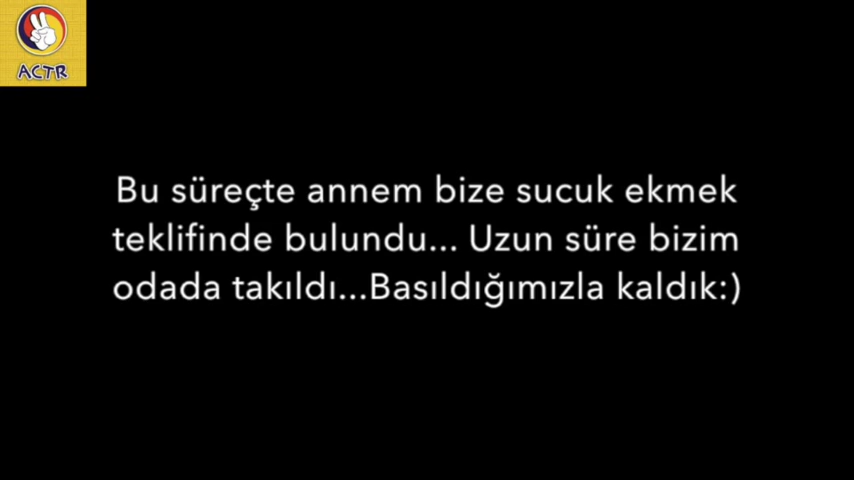 ACTR
Bu süreçte annem bize sucuk ekmek
teklifinde bulundu... Uzun süre bizim
odada takıldı...Basıldığımızla kaldık:)